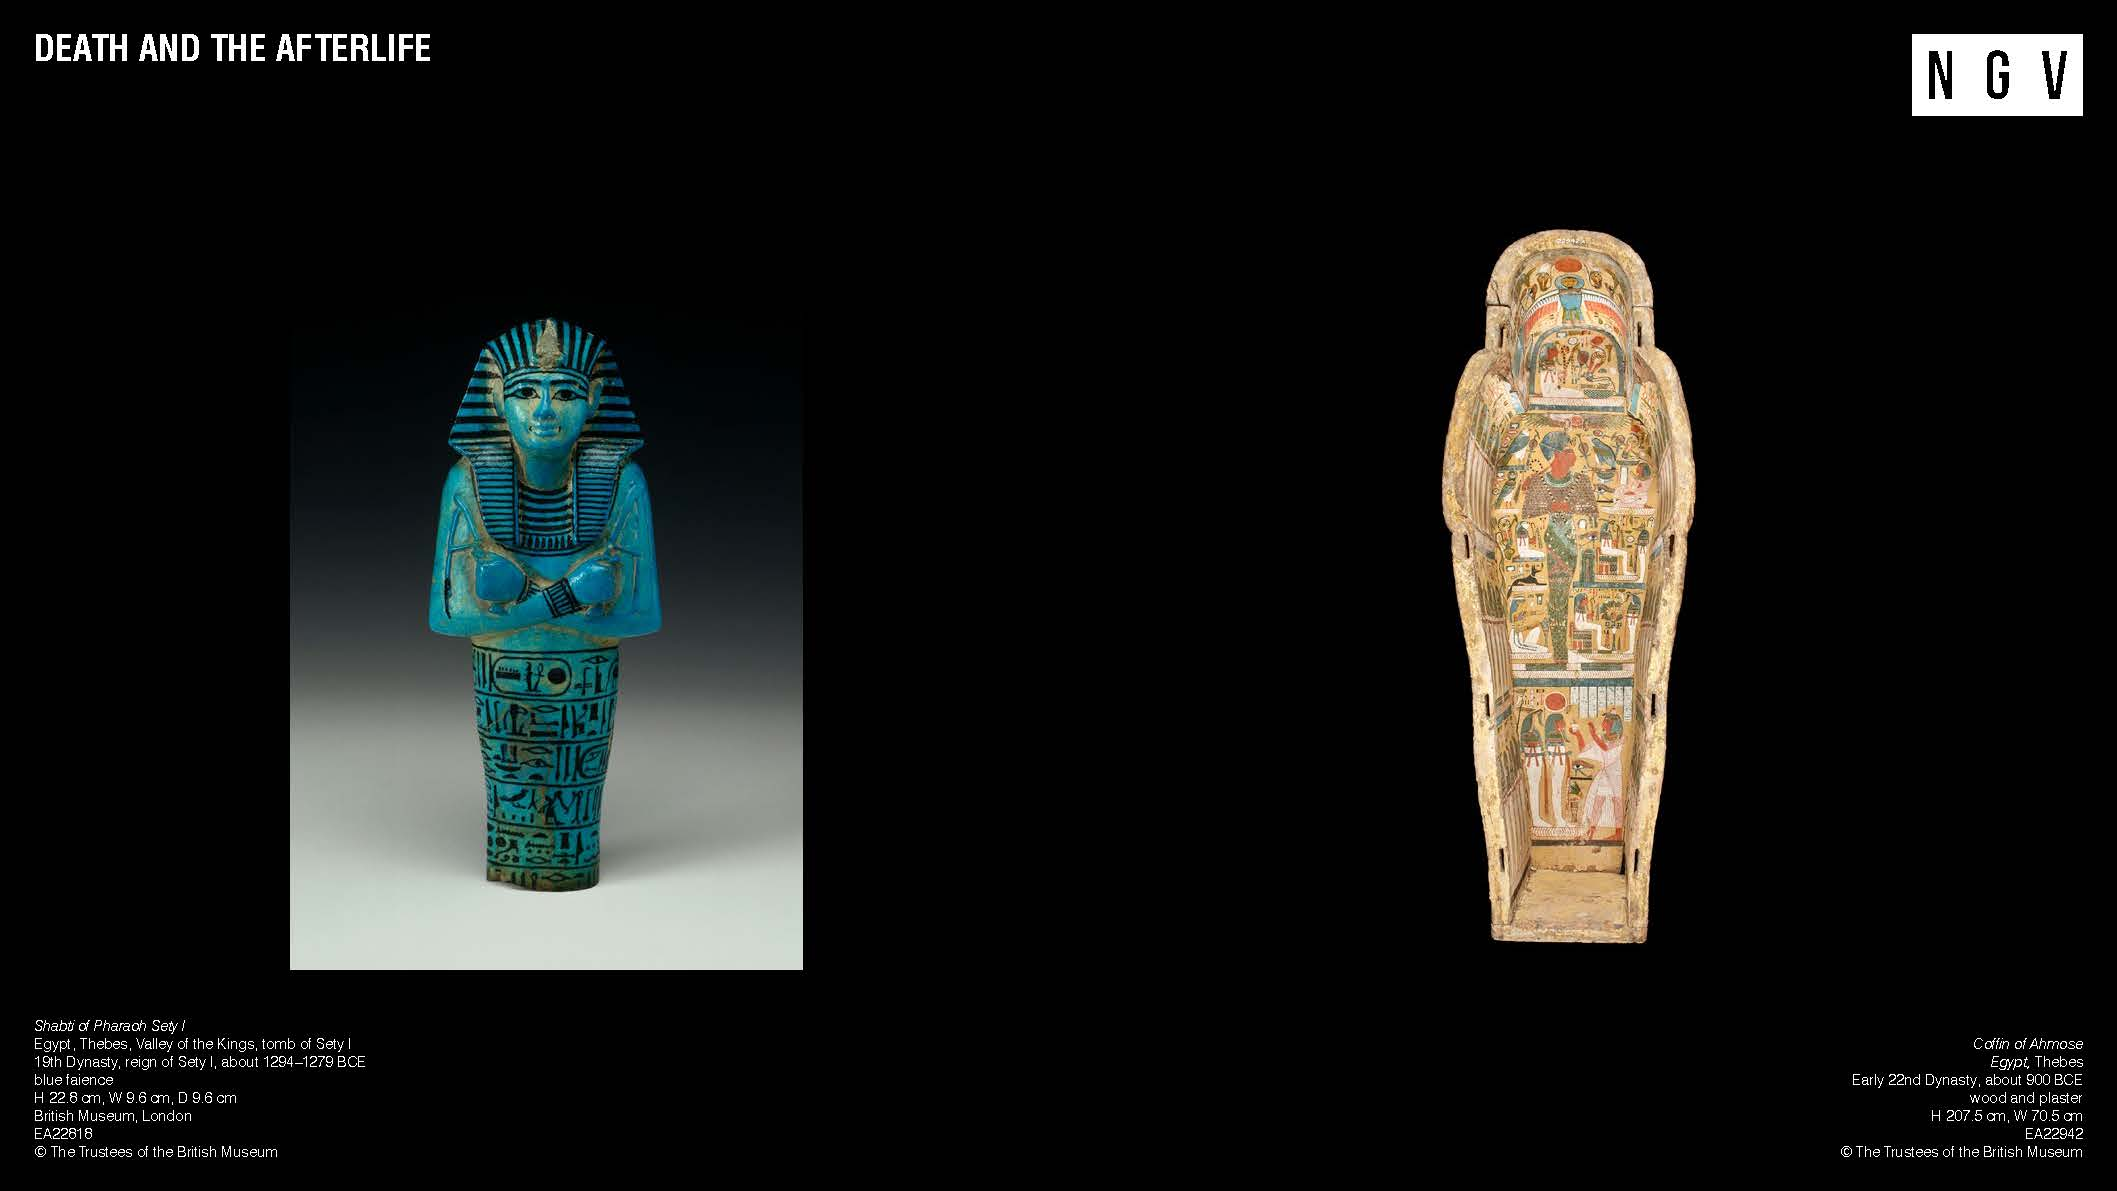 DEATH AND THE AFTERLIFE
N G V
Shabti of Pharaoh Sety I
Egypt, Thebes, Valley of the Kings, tomb of Sety I
19th Dynasty, reign of Sety I, about 1294–1279 BCE
blue faience
H 22.8 cm, W 9.6 cm, D 9.6 cm
British Museum, London
EA22818
© The Trustees of the British Museum
Coffin of Ahmose
Egypt, Thebes
Early 22nd Dynasty, about 900 BCE
wood and plaster
H 207.5 cm, W 70.5 cm
EA22942
© The Trustees of the British Museum